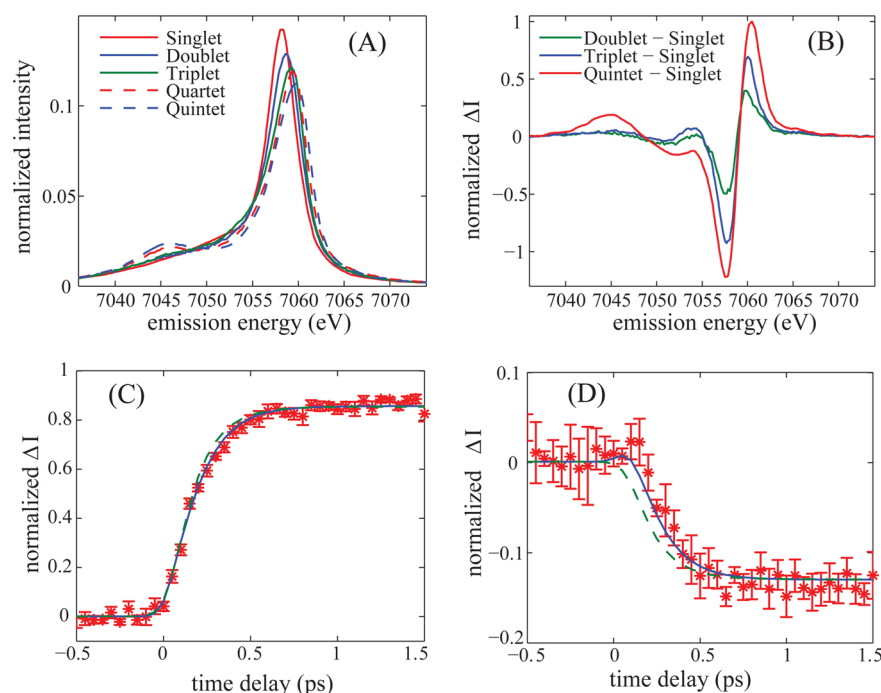 (A)
Singlet
Doublet
Triplet
Quartet
Quintet
normalized intensity
0.1
0.05
0
7040 7045 7050 7055 7060 7065 7070
emission energy (eV)
(B)
Doublet − Singlet
Triplet − Singlet
Quintet − Singlet
normalized ΔI
1
0.5
0
−0.5
−1
7040 7045 7050 7055 7060 7065 7070
emission energy (eV)
(C)
normalized ΔI
1
0.8
0.6
0.4
0.2
0
−0.5 0 0.5 1 1.5
time delay (ps)
(D)
normalized ΔI
0.1
0
−0.1
−0.2
−0.5 0 0.5 1 1.5
time delay (ps)